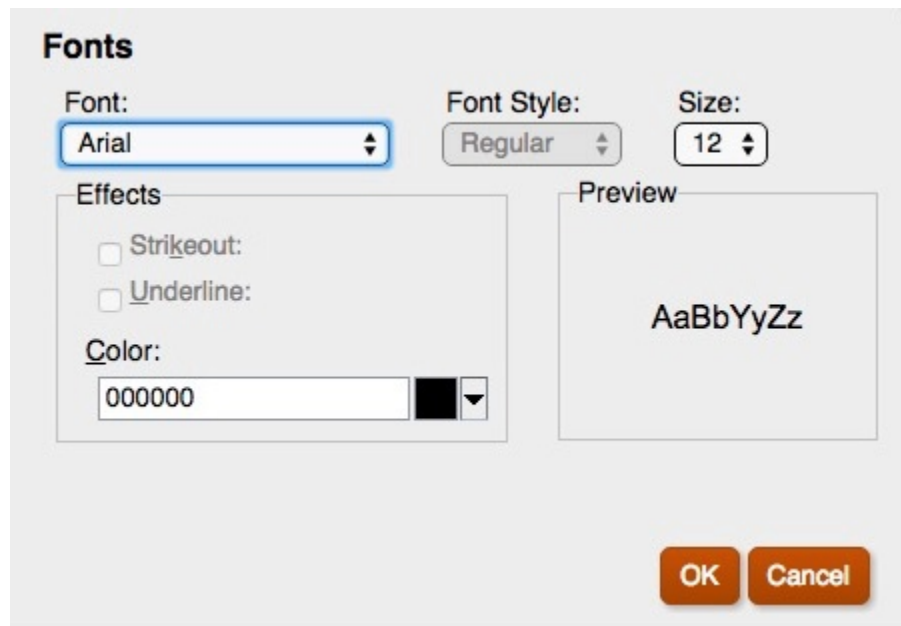 Fonts
Font: Font Style: Size:
Arial Regular 12
Effects Preview
Strikeout:
Underline:
AaBbYyZz
Color:
000000
OK Cancel